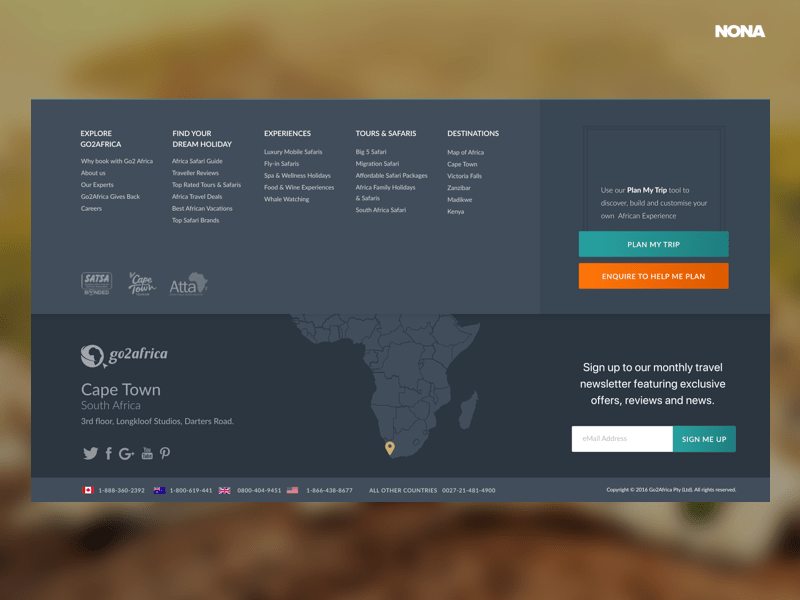 NONA
EXPLORE
GO2AFRICA
Why book with Go2 Africa
About us
Our Experts
Go2Africa Gives Back
Careers
FIND YOUR
DREAM HOLIDAY
Africa Safari Guide
Traveller Reviews
Top Rated Tours & Safaris
Africa Travel Deals
Best African Vacations
Top Safari Brands
EXPERIENCES
Luxury Mobile Safaris
Fly-in Safaris
Spa & Wellness Holidays
Food & Wine Experiences
Whale Watching
TOURS & SAFARIS
Big 5 Safari
Migration Safari
Affordable Safari Packages
Africa Family Holidays
& Safaris
South Africa Safari
DESTINATIONS
Map of Africa
Cape Town
Victoria Falls
Zanzibar
Madikwe
Kenya
Use our Plan My Trip tool to
discover, build and customise your
own African Experience
PLAN MY TRIP
ENQUIRE TO HELP ME PLAN
SATSA
BONDED
Cape
Town
Atta
go2africa
Cape Town
South Africa
3rd floor, Longkloof Studios, Darters Road.
You
Tube
Sign up to our monthly travel
newsletter featuring exclusive
offers, reviews and news.
eMail Address
SIGN ME UP
1-888-360-2392
1-800-619-441
0800-404-9451
1-866-438-8677
ALL OTHER COUNTRIES 0027-21-481-4900
Copyright © 2016 Go2Africa Pty (Ltd). All rights reserved.